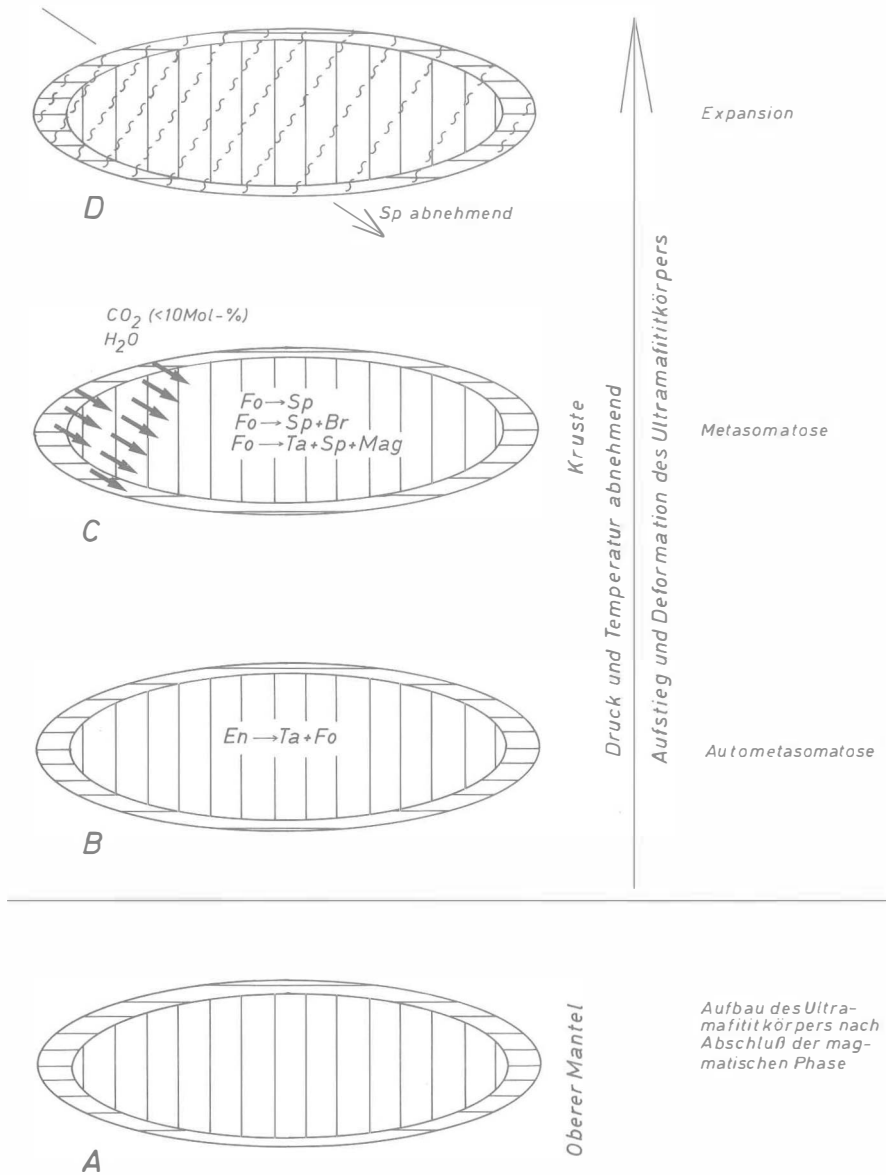 Expansion
D
Sp abnehmend
CO₂ (<10Mol-%)
H₂O
Fo→Sp
Fo→Sp+Br
Fo→Ta+Sp+Mag
C
Metasomatose
Kruste
Druck und Temperatur abnehmend
Aufstieg und Deformation des Ultramafititkörpers
En→Ta+Fo
B
Autometasomatose
Oberer Mantel
Aufbau des Ultra-
mafititkörpers nach
Abschluß der mag-
matischen Phase
A